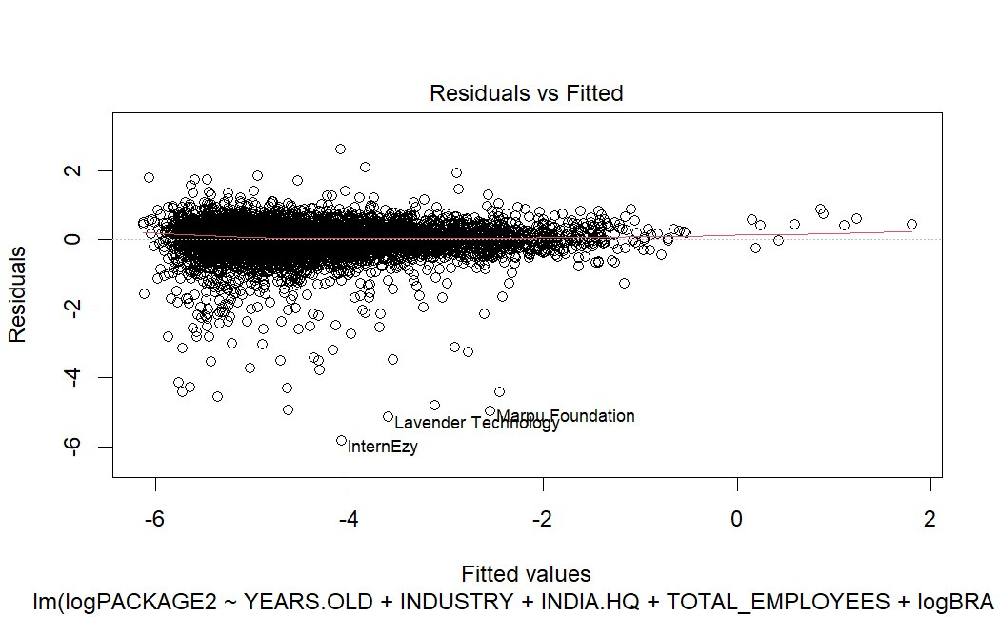 Residuals vs Fitted
2
0
-2
-4
-6
Residuals
Marpu Foundation
Lavender Technology
InternEzy
-6 -4 -2 0 2
Fitted values
lm(logPACKAGE2 ~ YEARS.OLD + INDUSTRY + INDIA.HQ + TOTAL_EMPLOYEES + logBRA